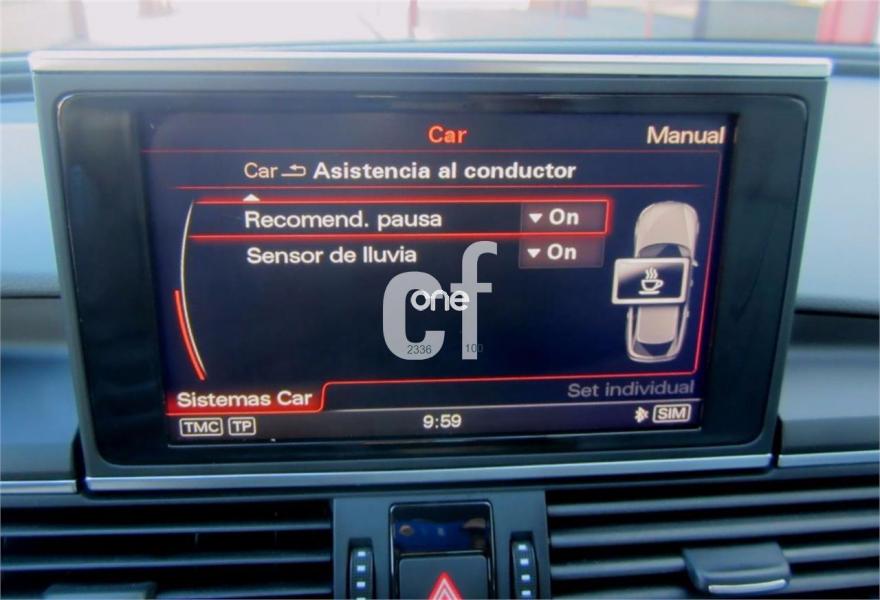 Car
Manual
Car Asistencia al conductor
Recomend. pausa On
Sensor de lluvia On
cf
one
2336 100
Sistemas Car
Set individual
TMC TP
9:59
SIM